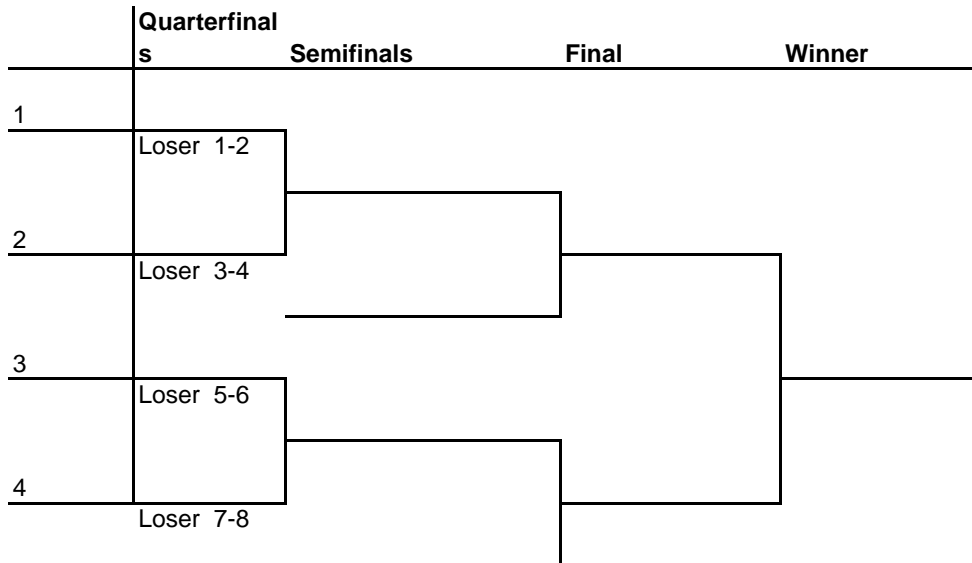 Quarterfinal
s Semifinals Final Winner
1
Loser 1-2
2
Loser 3-4
3
Loser 5-6
4
Loser 7-8